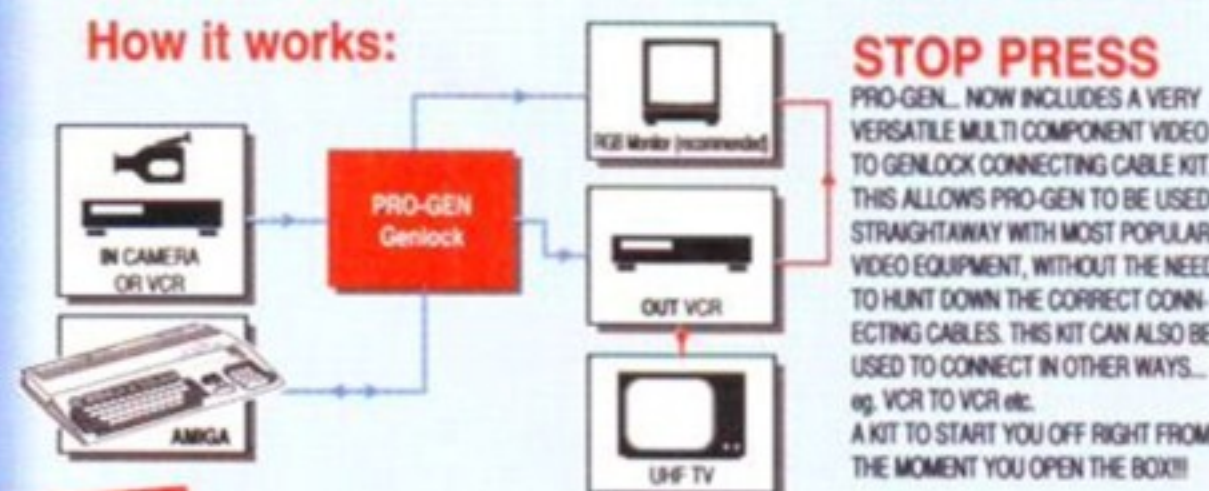 How it works:
IN CAMERA
OR VCR
AMIGA
PRO-GEN
Genlock
RGB Monitor (recommended)
OUT VCR
UHF TV
STOP PRESS
PRO-GEN... NOW INCLUDES A VERY
VERSATILE MULTI COMPONENT VIDEO
TO GENLOCK CONNECTING CABLE KIT
THIS ALLOWS PRO-GEN TO BE USED
STRAIGHTAWAY WITH MOST POPULAR
VIDEO EQUIPMENT, WITHOUT THE NEED
TO HUNT DOWN THE CORRECT CONN-
ECTING CABLES. THIS KIT CAN ALSO BE
USED TO CONNECT IN OTHER WAYS...
eg. VCR TO VCR etc.
A KIT TO START YOU OFF RIGHT FROM
THE MOMENT YOU OPEN THE BOX!!!